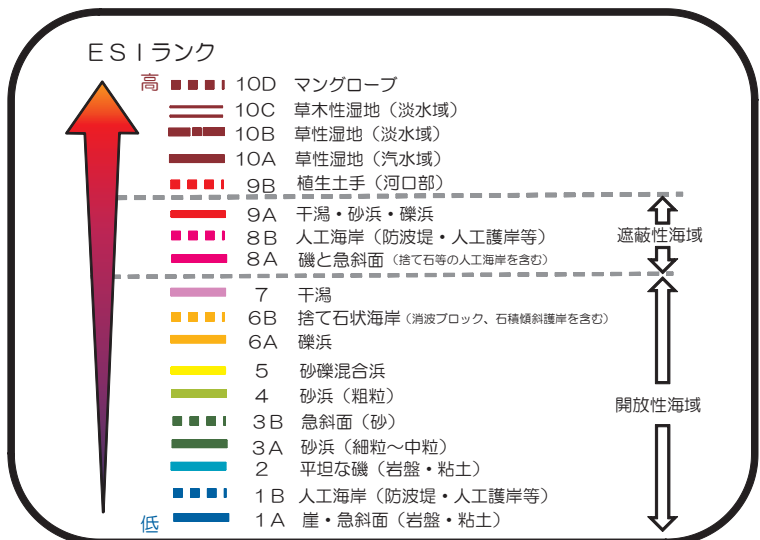 ESIランク
高 10D マングローブ
10C 草木性湿地（淡水域）
10B 草性湿地（淡水域）
10A 草性湿地（汽水域）
9B 植生土手（河口部）
9A 干潟・砂浜・礫浜
8B 人工海岸（防波堤・人工護岸等）
遮蔽性海域
8A 磯と急斜面（捨て石等の人工海岸を含む）
7 干潟
6B 捨て石状海岸（消波ブロック、石積傾斜護岸を含む）
6A 礫浜
5 砂礫混合浜
4 砂浜（粗粒）
開放性海域
3B 急斜面（砂）
3A 砂浜（細粒～中粒）
2 平坦な磯（岩盤・粘土）
1B 人工海岸（防波堤・人工護岸等）
低 1A 崖・急斜面（岩盤・粘土）